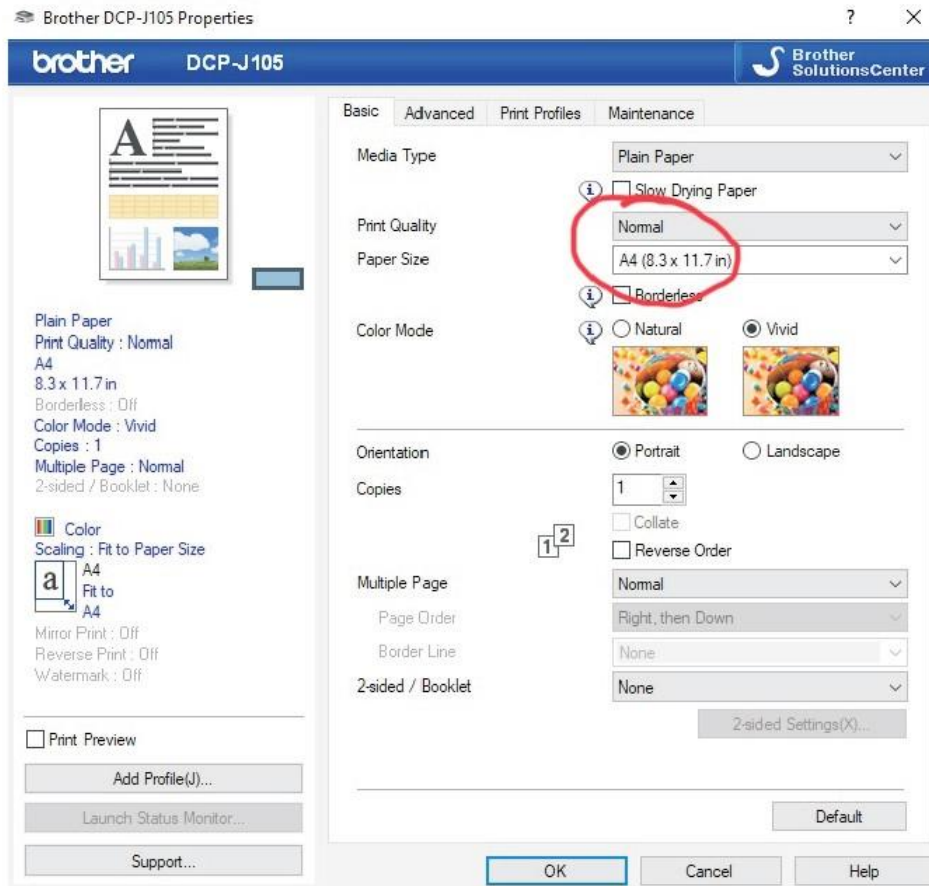 Brother DCP-J105 Properties
? X
brother DCP-J105
Brother
SolutionsCenter
A
Plain Paper
Print Quality : Normal
A4
8.3 x 11.7 in
Borderless : Off
Color Mode : Vivid
Copies : 1
Multiple Page : Normal
2-sided / Booklet : None
Color
Scaling : Fit to Paper Size
a
A4
Fit to
A4
Mirror Print : Off
Reverse Print : Off
Watermark : Off
Print Preview
Add Profile(J)...
Launch Status Monitor...
Support...
Basic Advanced Print Profiles Maintenance
Media Type Plain Paper
i Slow Drying Paper
Print Quality Normal
Paper Size A4 (8.3 x 11.7 in)
i Borderless
Color Mode i Natural Vivid
Orientation Portrait Landscape
Copies 1
Collate
1 2 Reverse Order
Multiple Page Normal
Page Order Right, then Down
Border Line None
2-sided / Booklet None
2-sided Settings(X)...
Default
OK Cancel Help